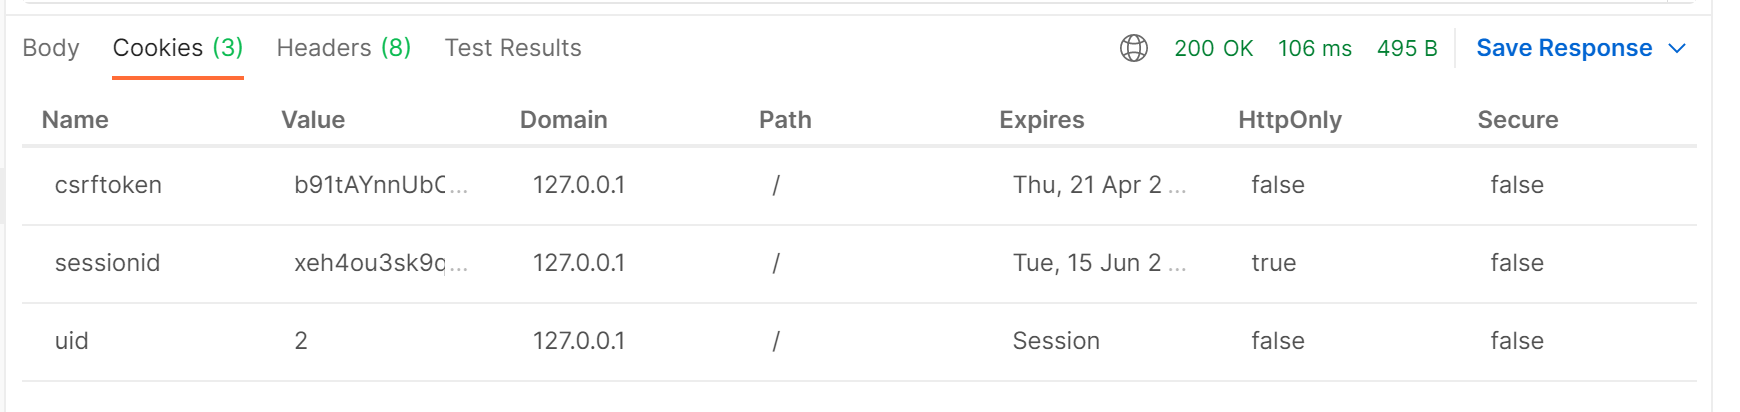 Body Cookies (3) Headers (8) Test Results 200 OK 106 ms 495 B Save Response
Name Value Domain Path Expires HttpOnly Secure
csrftoken b91tAYnnUbC... 127.0.0.1 / Thu, 21 Apr 2 ... false false
sessionid xeh4ou3sk9q... 127.0.0.1 / Tue, 15 Jun 2 ... true false
uid 2 127.0.0.1 / Session false false